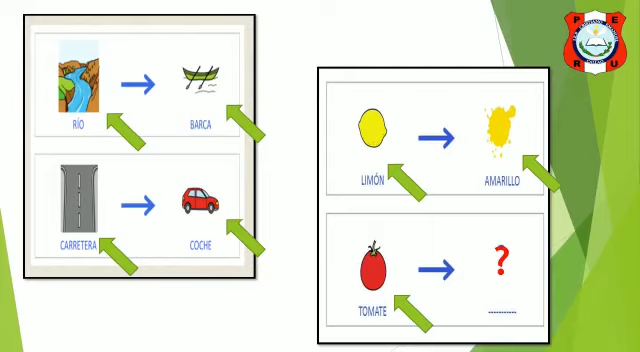 RÍO
BARCA
CARRETERA
COCHE
LIMÓN
AMARILLO
TOMATE
?
-----------
P E
R U